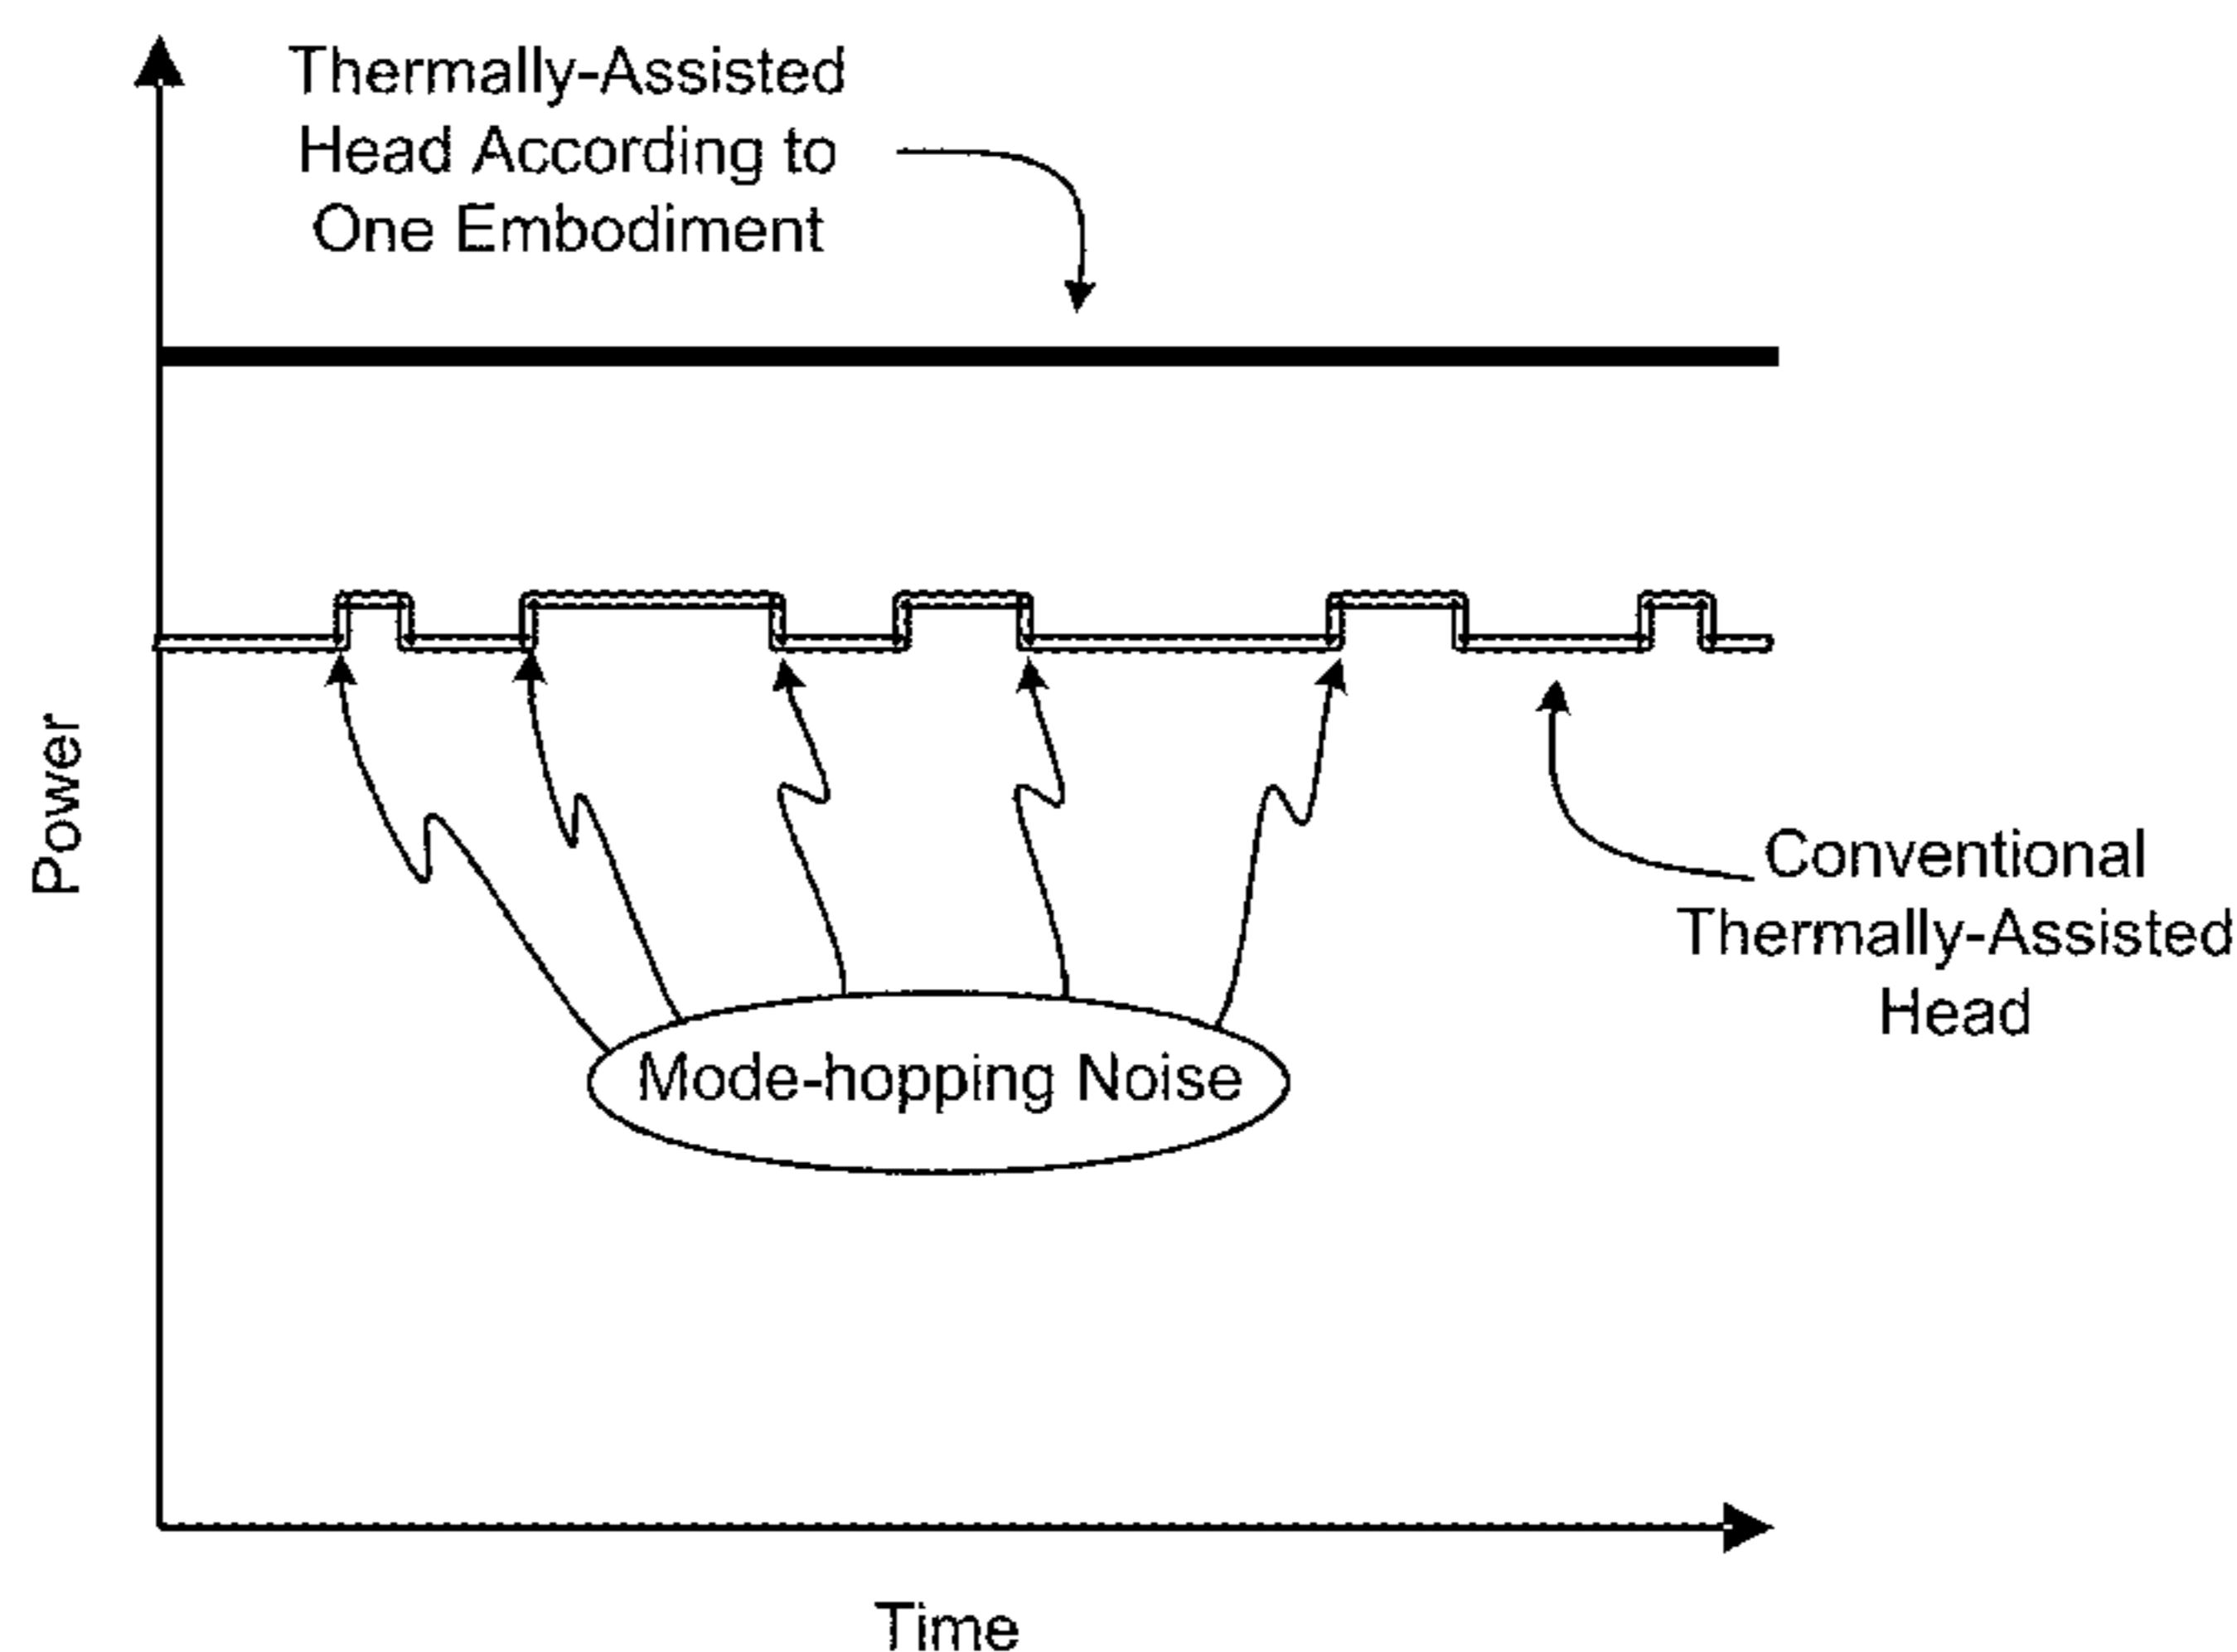 Thermally-Assisted
Head According to
One Embodiment
Power
Conventional
Thermally-Assisted
Head
Mode-hopping Noise
Time